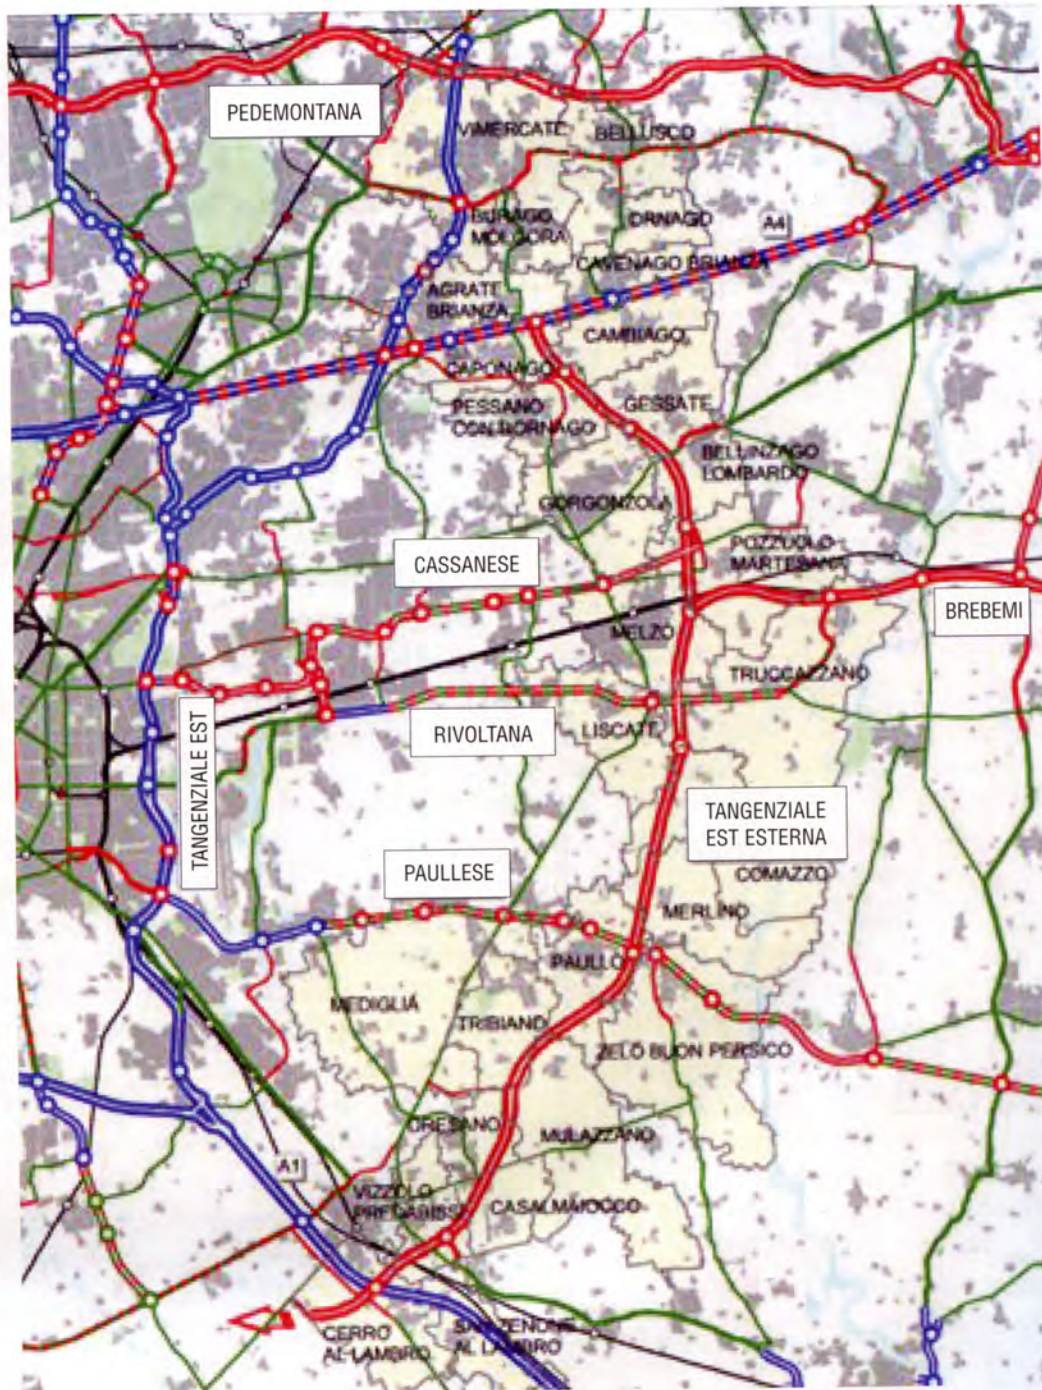 PEDEMONTANA
VIMERCATE
BELLUSCO
BURAGO
MOLGORA
ORNAGO
A4
CAVENAGO BRIANZA
AGRATE
BRIANZA
CAMBIAGO
CAPONAGO
PESSANO
CON BORNAGO
GESSATE
BELLINZAGO
LOMBARDO
GORGONZOLA
POZZUOLO
MARTESANA
CASSANESE
BREBEMI
MELZO
TRUCCAZZANO
TANGENZIALE EST
RIVOLTANA
LISCATE
TANGENZIALE
EST ESTERNA
PAULLESE
COMAZZO
MERLINO
PAULLO
MEDIGLIA
TRIBIANO
ZELO BUON PERSICO
DRESANO
MULAZZANO
A1
VIZZOLO
PREDABISSI
CASALMAIOCCO
CERRO
AL LAMBRO
SAN ZENONE
AL LAMBRO